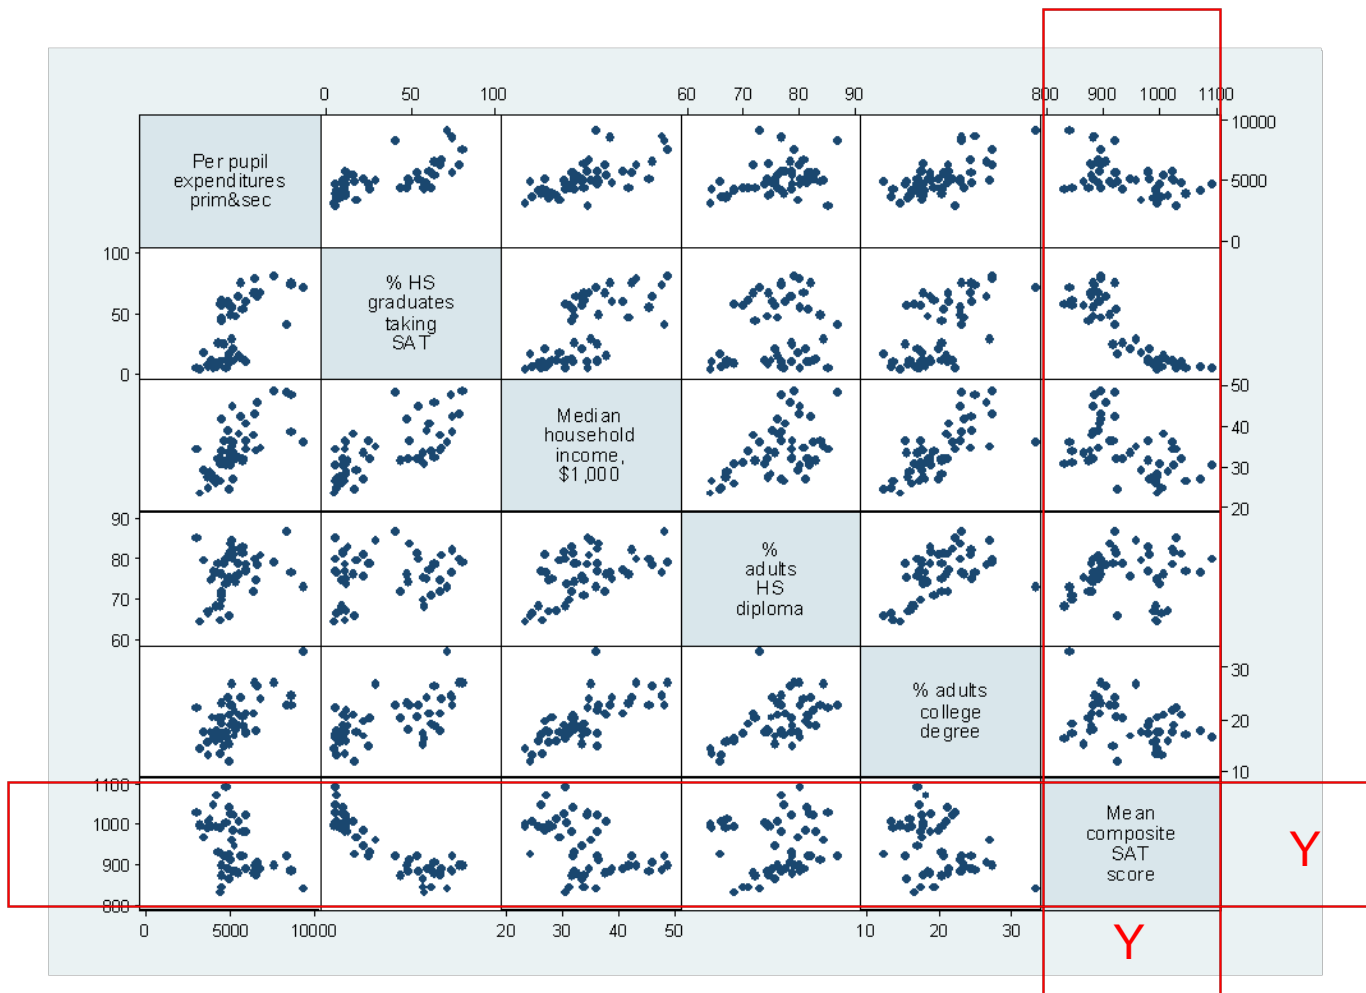 0 50 100 60 70 80 90 800 900 1000 1100
Per pupil
expenditures
prim&sec
10000
5000
0
100
50
0
% HS
graduates
taking
SAT
Median
household
income,
$1,000
50
40
30
20
90
80
70
60
%
adults
HS
diploma
% adults
college
degree
30
20
10
1100
1000
900
800
Mean
composite
SAT
score
Y
0 5000 10000 20 30 40 50 10 20 30
Y